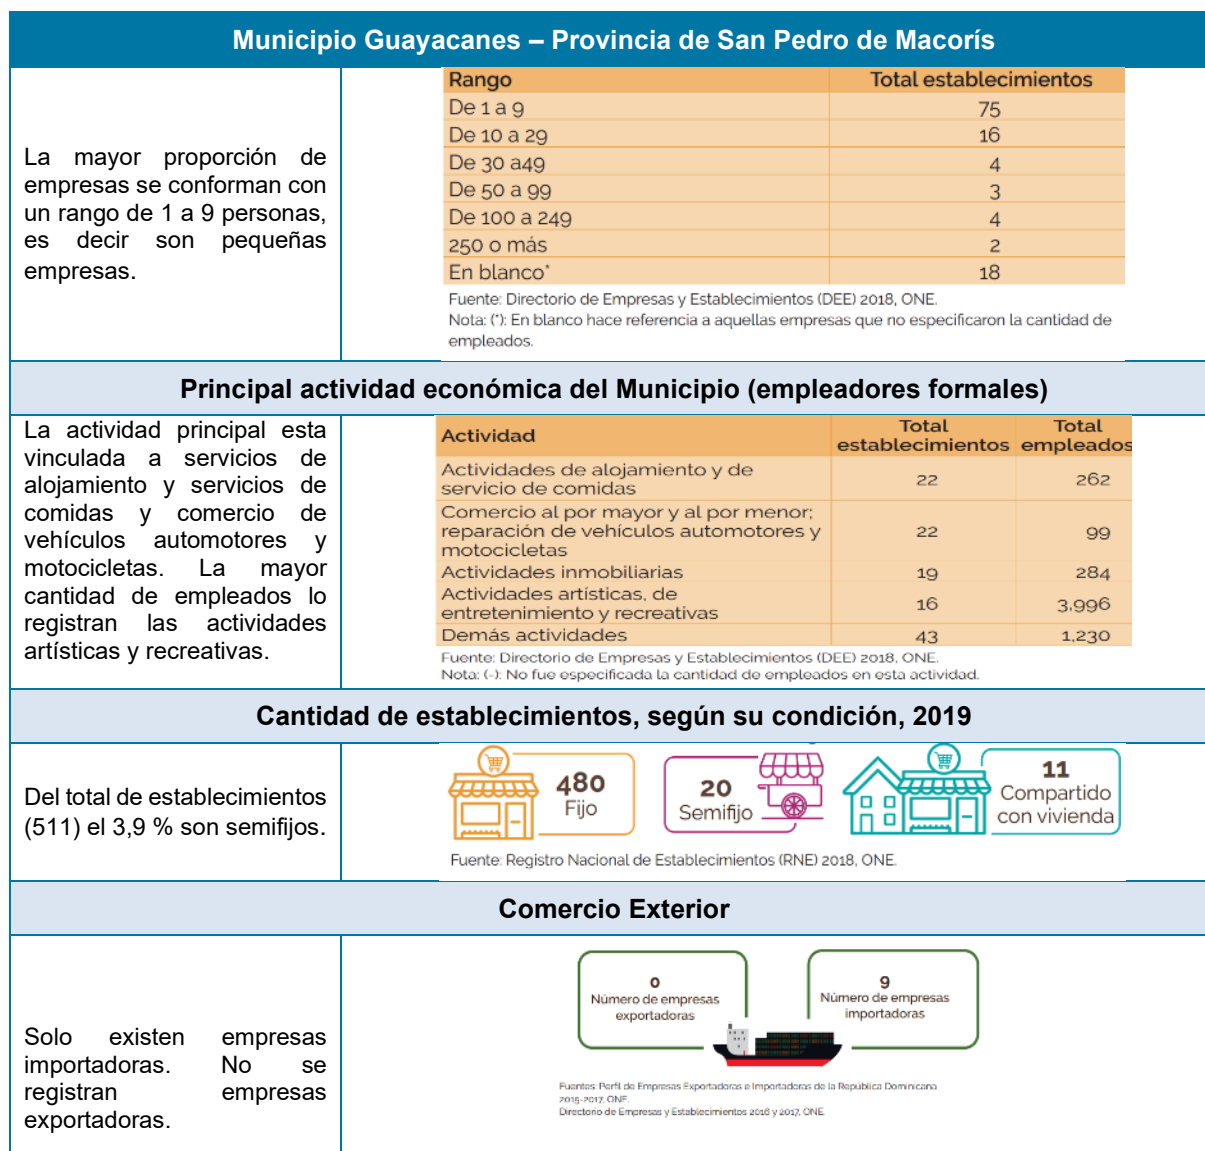 Municipio Guayacanes – Provincia de San Pedro de Macorís
La mayor proporción de
empresas se conforman con
un rango de 1 a 9 personas,
es decir son pequeñas
empresas.
Rango Total establecimientos
De 1 a 9 75
De 10 a 29 16
De 30 a49 4
De 50 a 99 3
De 100 a 249 4
250 o más 2
En blanco* 18
Fuente: Directorio de Empresas y Establecimientos (DEE) 2018, ONE.
Nota: (*): En blanco hace referencia a aquellas empresas que no especificaron la cantidad de
empleados.
Principal actividad económica del Municipio (empleadores formales)
La actividad principal esta
vinculada a servicios de
alojamiento y servicios de
comidas y comercio de
vehículos automotores y
motocicletas. La mayor
cantidad de empleados lo
registran las actividades
artísticas y recreativas.
Actividad Total establecimientos Total empleados
Actividades de alojamiento y de
servicio de comidas 22 262
Comercio al por mayor y al por menor;
reparación de vehículos automotores y 22 99
motocicletas
Actividades inmobiliarias 19 284
Actividades artísticas, de
entretenimiento y recreativas 16 3,996
Demás actividades 43 1,230
Fuente: Directorio de Empresas y Establecimientos (DEE) 2018, ONE.
Nota: (-): No fue especificada la cantidad de empleados en esta actividad.
Cantidad de establecimientos, según su condición, 2019
Del total de establecimientos
(511) el 3,9 % son semifijos.
480
Fijo
20
Semifijo
11
Compartido
con vivienda
Fuente: Registro Nacional de Establecimientos (RNE) 2018, ONE.
Comercio Exterior
Solo existen empresas
importadoras. No se
registran empresas
exportadoras.
0
Número de empresas
exportadoras
9
Número de empresas
importadoras
Fuentes: Perfil de Empresas Exportadoras e Importadoras de la República Dominicana
2015-2017, ONE.
Directorio de Empresas y Establecimientos 2016 y 2017, ONE.